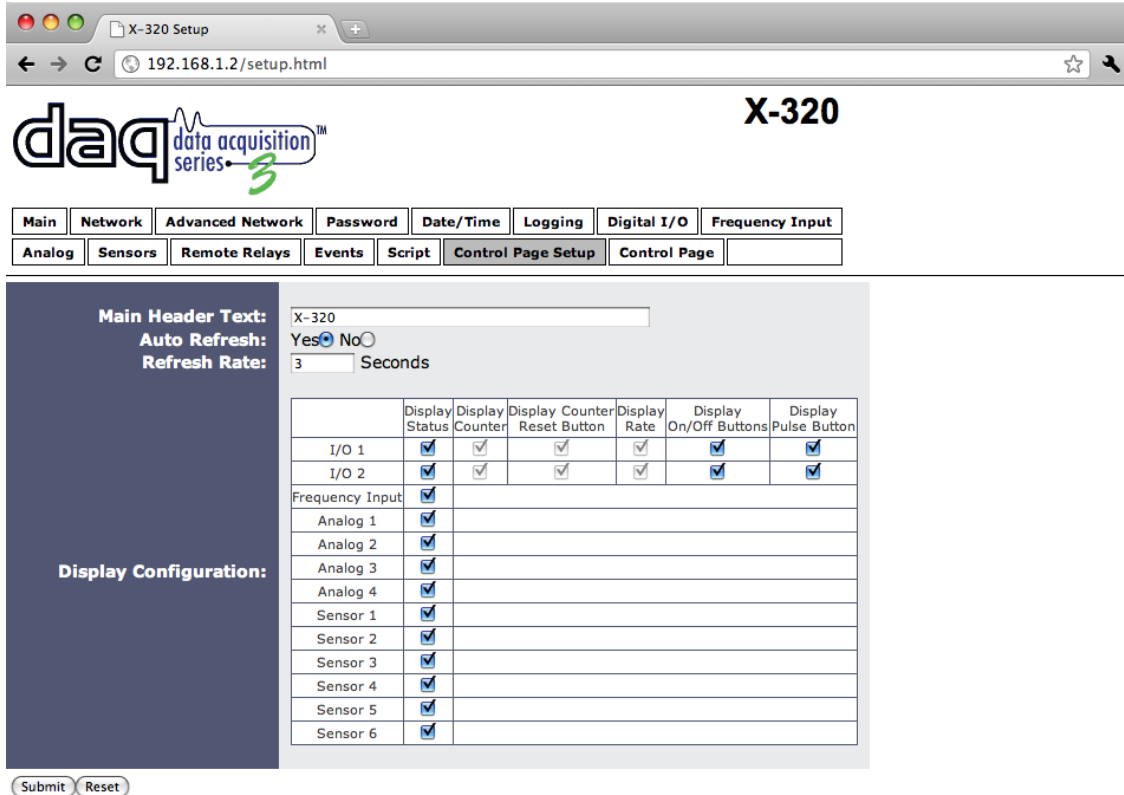 X-320 Setup
192.168.1.2/setup.html
X-320
daq data acquisition series 3 TM
Main Network Advanced Network Password Date/Time Logging Digital I/O Frequency Input
Analog Sensors Remote Relays Events Script Control Page Setup Control Page
Main Header Text: X-320
Auto Refresh: Yes No
Refresh Rate: 3 Seconds
Display Status Display Counter Display Counter Reset Button Display Rate Display On/Off Buttons Display Pulse Button
I/O 1
I/O 2
Frequency Input
Analog 1
Analog 2
Analog 3
Display Configuration:
Analog 4
Sensor 1
Sensor 2
Sensor 3
Sensor 4
Sensor 5
Sensor 6
Submit Reset